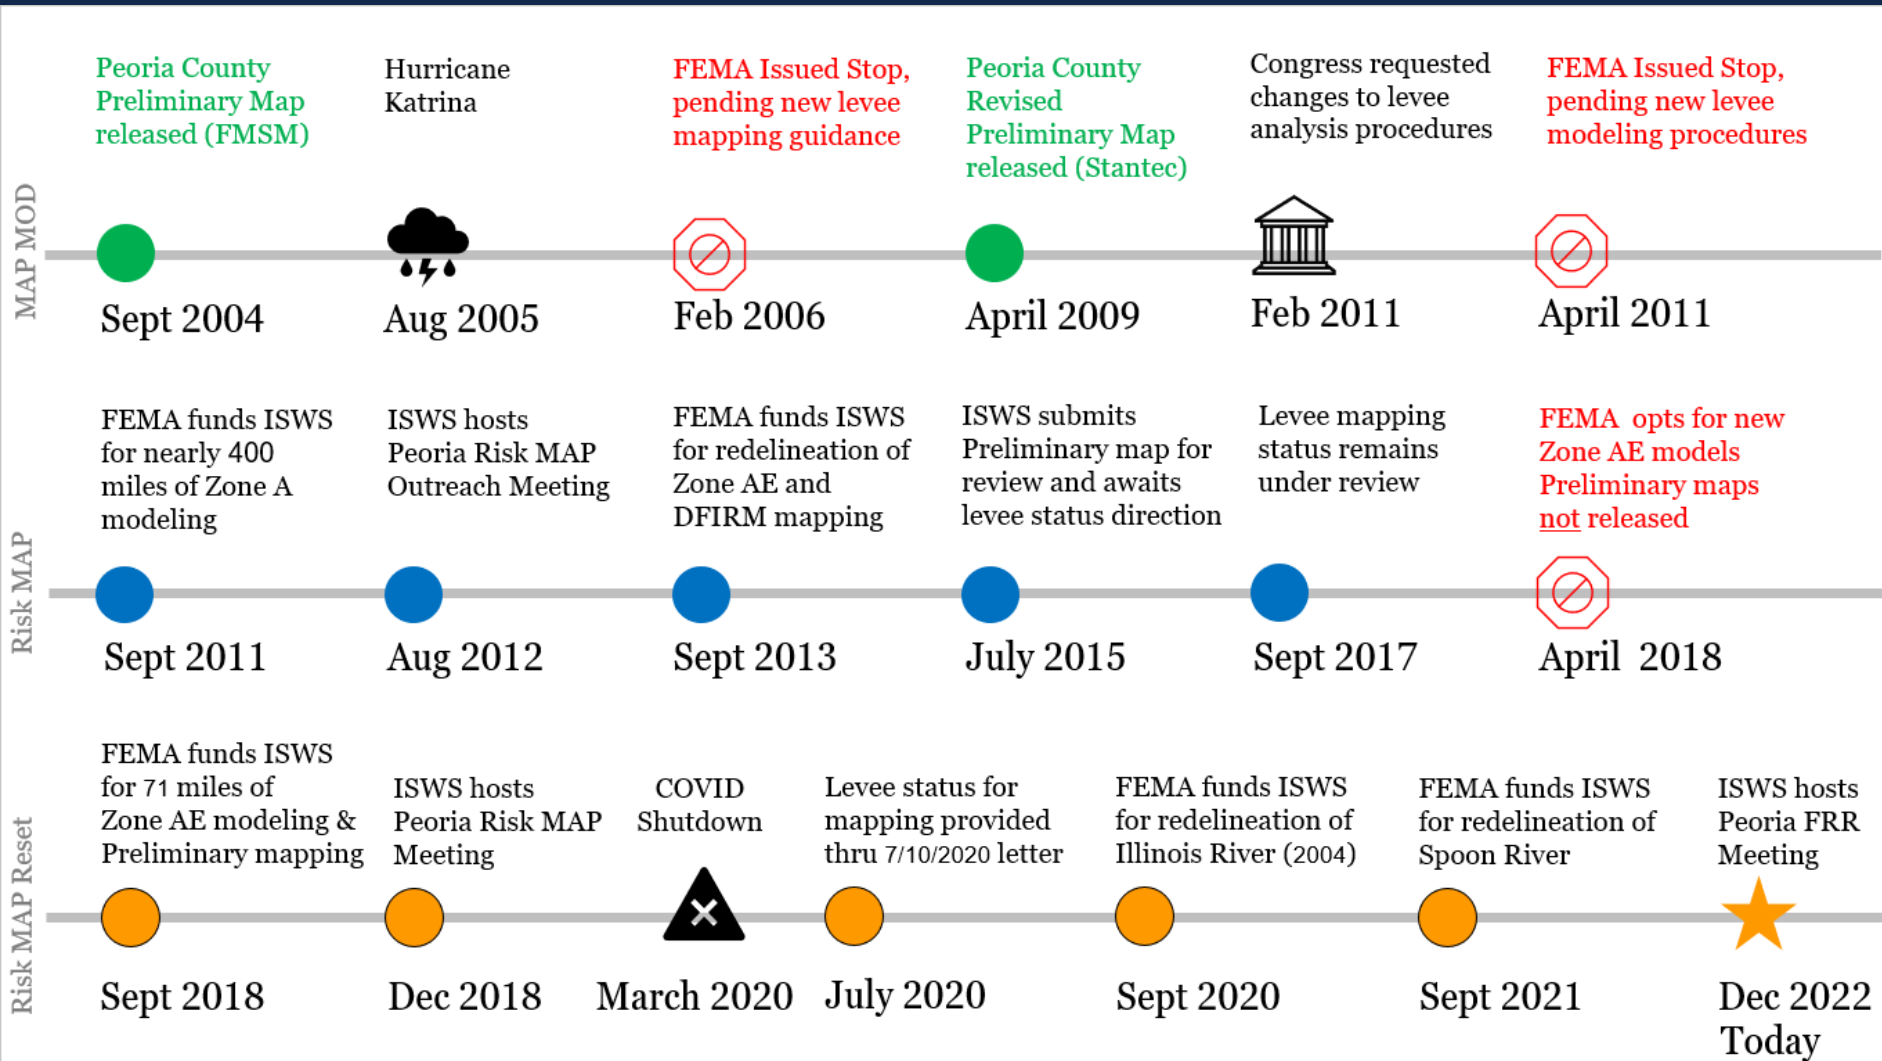 Peoria County
Preliminary Map
released (FMSM)
Hurricane
Katrina
FEMA Issued Stop,
pending new levee
mapping guidance
Peoria County
Revised
Preliminary Map
released (Stantec)
Congress requested
changes to levee
analysis procedures
FEMA Issued Stop,
pending new levee
modeling procedures
MAP MOD
Sept 2004
Aug 2005
Feb 2006
April 2009
Feb 2011
April 2011
FEMA funds ISWS
for nearly 400
miles of Zone A
modeling
ISWS hosts
Peoria Risk MAP
Outreach Meeting
FEMA funds ISWS
for redelineation of
Zone AE and
DFIRM mapping
ISWS submits
Preliminary map for
review and awaits
levee status direction
Levee mapping
status remains
under review
FEMA  opts for new
Zone AE models
Preliminary maps
not released
Risk MAP
Sept 2011
Aug 2012
Sept 2013
July 2015
Sept 2017
April  2018
FEMA funds ISWS
for 71 miles of
Zone AE modeling &
Preliminary mapping
ISWS hosts
Peoria Risk MAP
Meeting
COVID
Shutdown
Levee status for
mapping provided
thru 7/10/2020 letter
FEMA funds ISWS
for redelineation of
Illinois River (2004)
FEMA funds ISWS
for redelineation of
Spoon River
ISWS hosts
Peoria FRR
Meeting
Risk MAP Reset
Sept 2018
Dec 2018
March 2020
July 2020
Sept 2020
Sept 2021
Dec 2022
Today